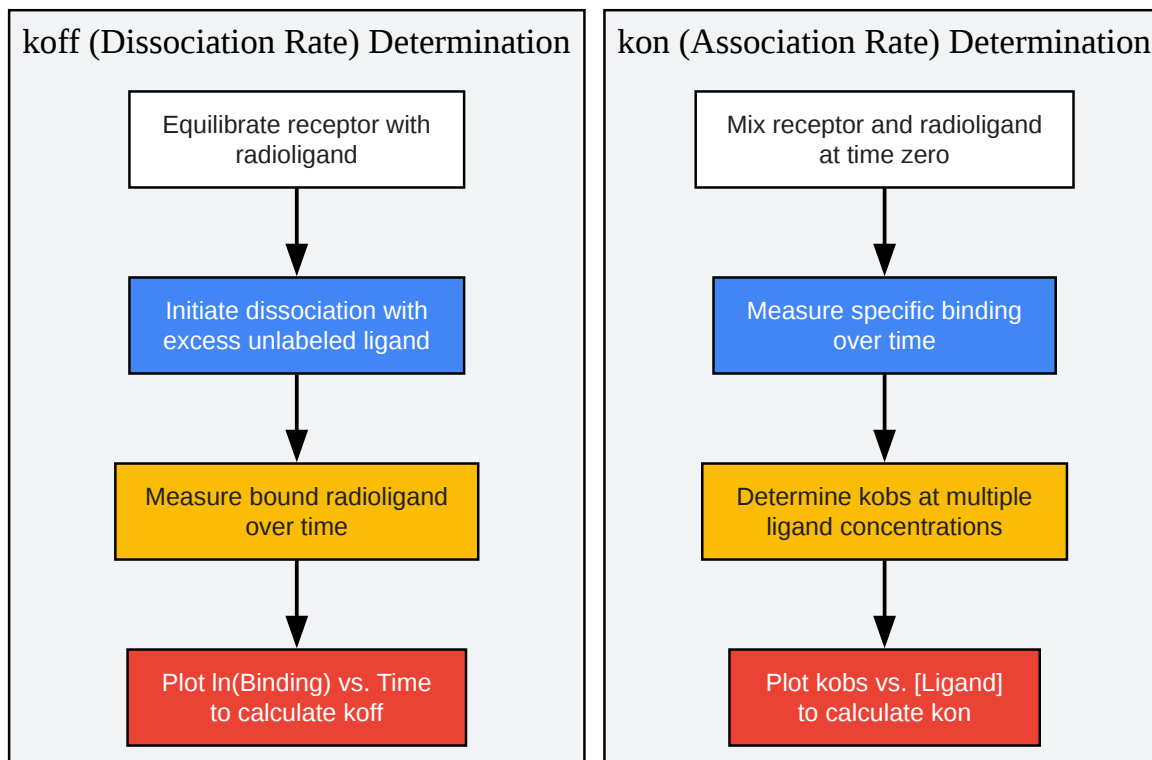 koff (Dissociation Rate) Determination
Equilibrate receptor with
radioligand
Initiate dissociation with
excess unlabeled ligand
Measure bound radioligand
over time
Plot ln(Binding) vs. Time
to calculate koff
kon (Association Rate) Determination
Mix receptor and radioligand
at time zero
Measure specific binding
over time
Determine kobs at multiple
ligand concentrations
Plot kobs vs. [Ligand]
to calculate kon